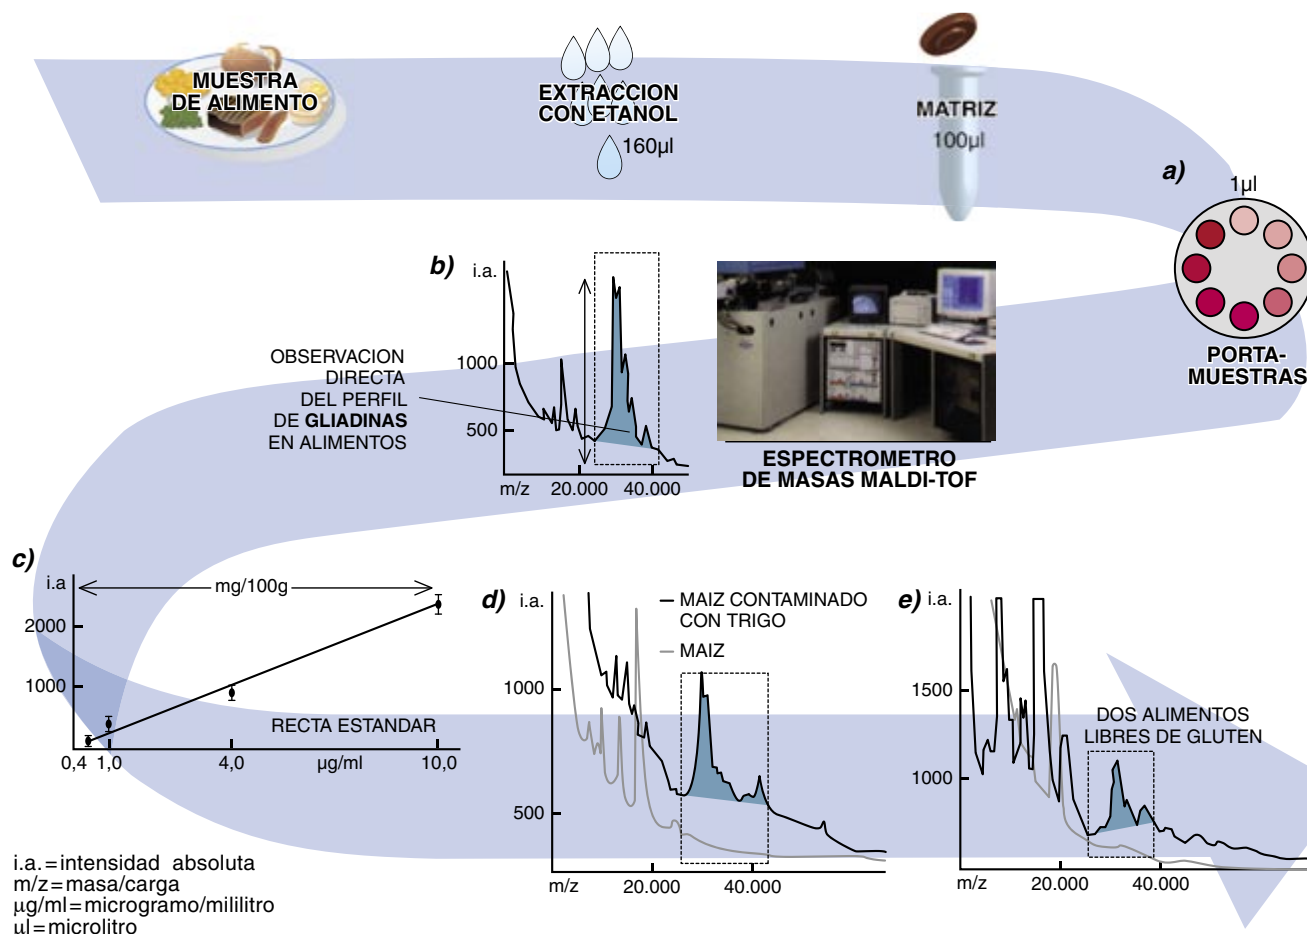 MUESTRA
DE ALIMENTO
EXTRACCION
CON ETANOL
160µl
MATRIZ
100µl
a)
1µl
PORTA-
MUESTRAS
b)
i.a.
1000
500
m/z
20.000
40.000
OBSERVACION
DIRECTA
DEL PERFIL
DE GLIADINAS
EN ALIMENTOS
ESPECTROMETRO
DE MASAS MALDI-TOF
c)
i.a
mg/100g
2000
1000
RECTA ESTANDAR
0,4
1,0
4,0
µg/ml
10,0
d)
i.a.
MAIZ CONTAMINADO
CON TRIGO
MAIZ
1000
500
m/z
20.000
40.000
e)
i.a.
1500
1000
DOS ALIMENTOS
LIBRES DE GLUTEN
m/z
20.000
40.000
i.a.=intensidad absoluta
m/z=masa/carga
µg/ml=microgramo/mililitro
µl=microlitro